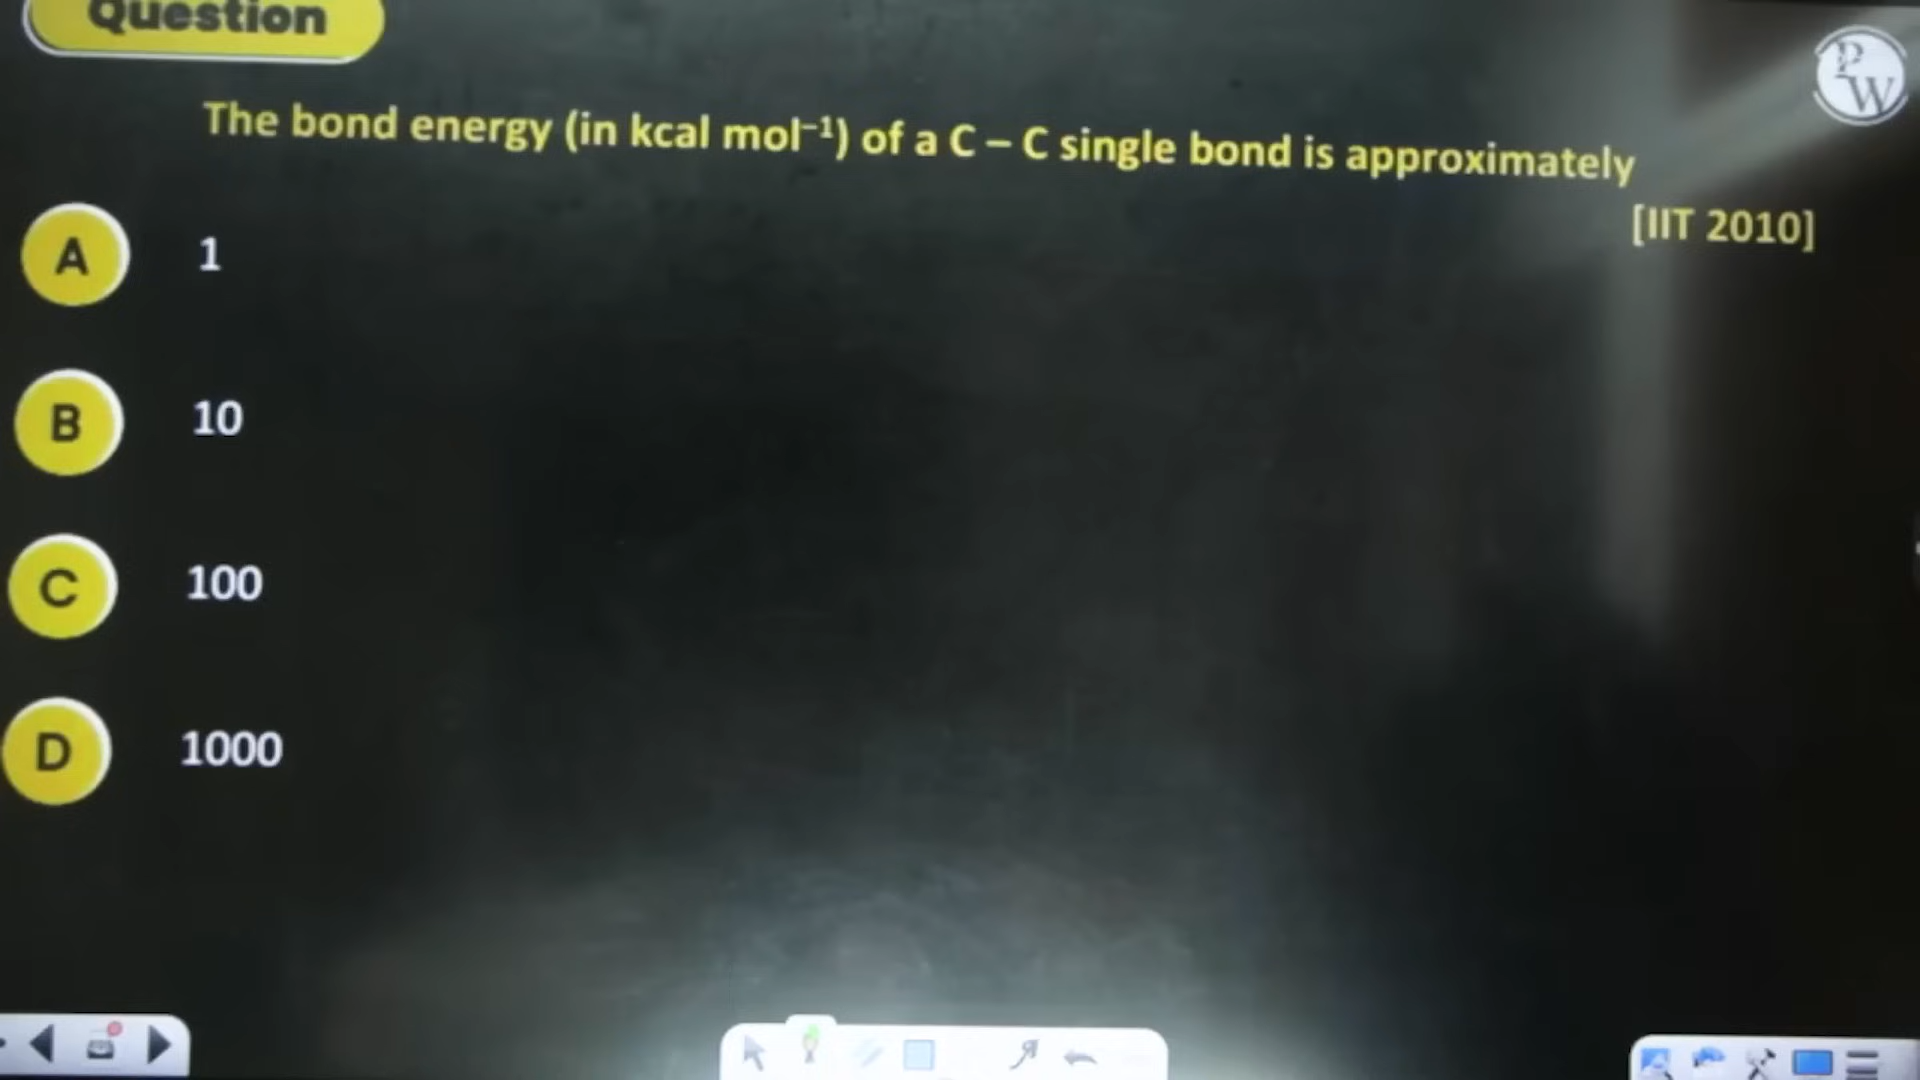 Question
The bond energy (in kcal mol⁻¹) of a C – C single bond is approximately
[IIT 2010]
A 1
B 10
C 100
D 1000
PW